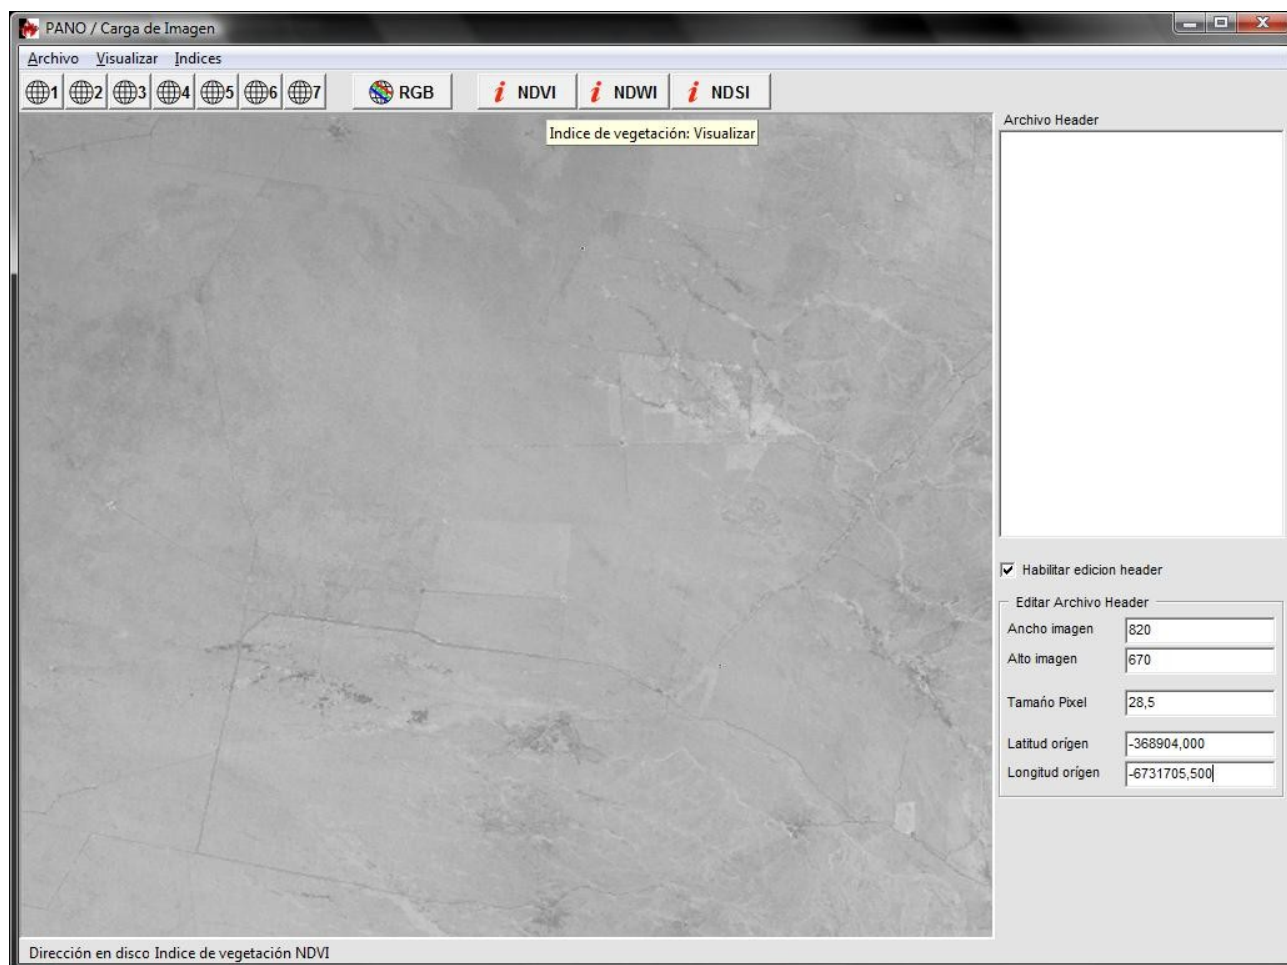 PANO / Carga de Imagen
Archivo Visualizar Indices
1 2 3 4 5 6 7 RGB i NDVI i NDWI i NDSI
Indice de vegetación: Visualizar
Archivo Header
Habilitar edicion header
Editar Archivo Header
Ancho imagen 820
Alto imagen 670
Tamaño Pixel 28,5
Latitud orígen -368904,000
Longitud orígen -6731705,500
Dirección en disco Indice de vegetación NDVI